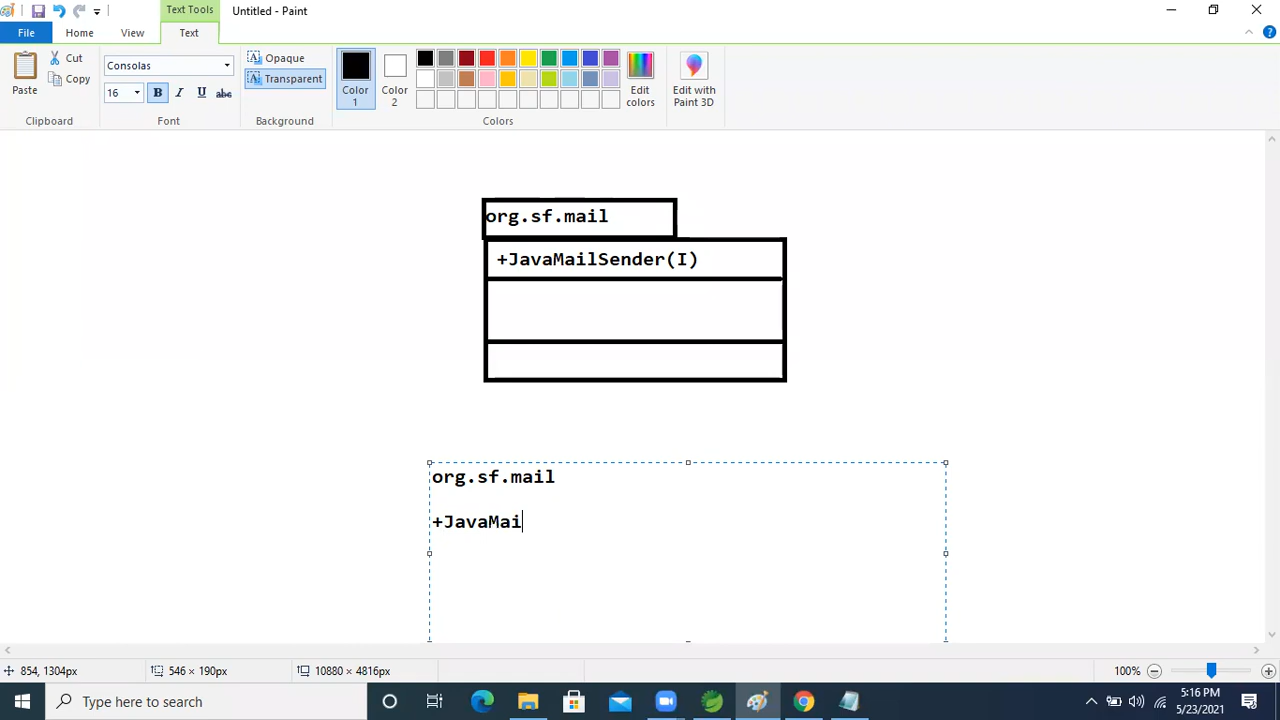 Text Tools
Untitled - Paint
File
Home
View
Text
Paste
Cut
Copy
Clipboard
Consolas
16
B
I
U
abc
Font
Opaque
Transparent
Background
Color 1
Color 2
Edit colors
Colors
Edit with Paint 3D
org.sf.mail
+JavaMailSender(I)
org.sf.mail
+JavaMai
854, 1304px
546 × 190px
10880 × 4816px
100%
Type here to search
5:16 PM
5/23/2021